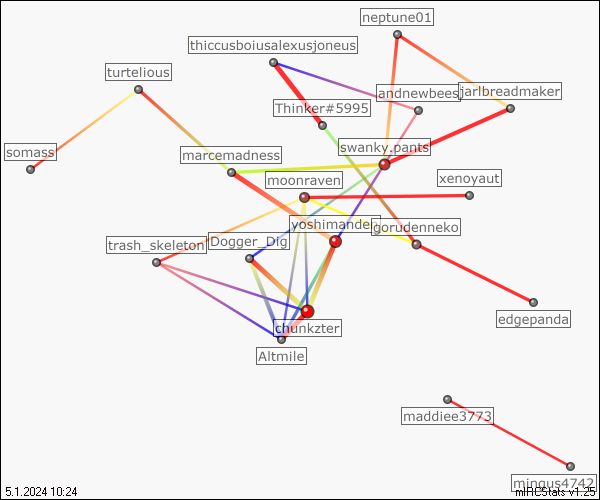 neptune01
thiccusboiusalexusjoneus
turtelious
andnewbees
jarlbreadmaker
Thinker#5995
somass
marcemadness
swanky.pants
moonraven
xenoyaut
yoshimander
gorudenneko
trash_skeleton
Dogger_Dig
edgepanda
chunkzter
Altmile
maddiee3773
mingus4742
5.1.2024 10:24
mIRCStats v1.25